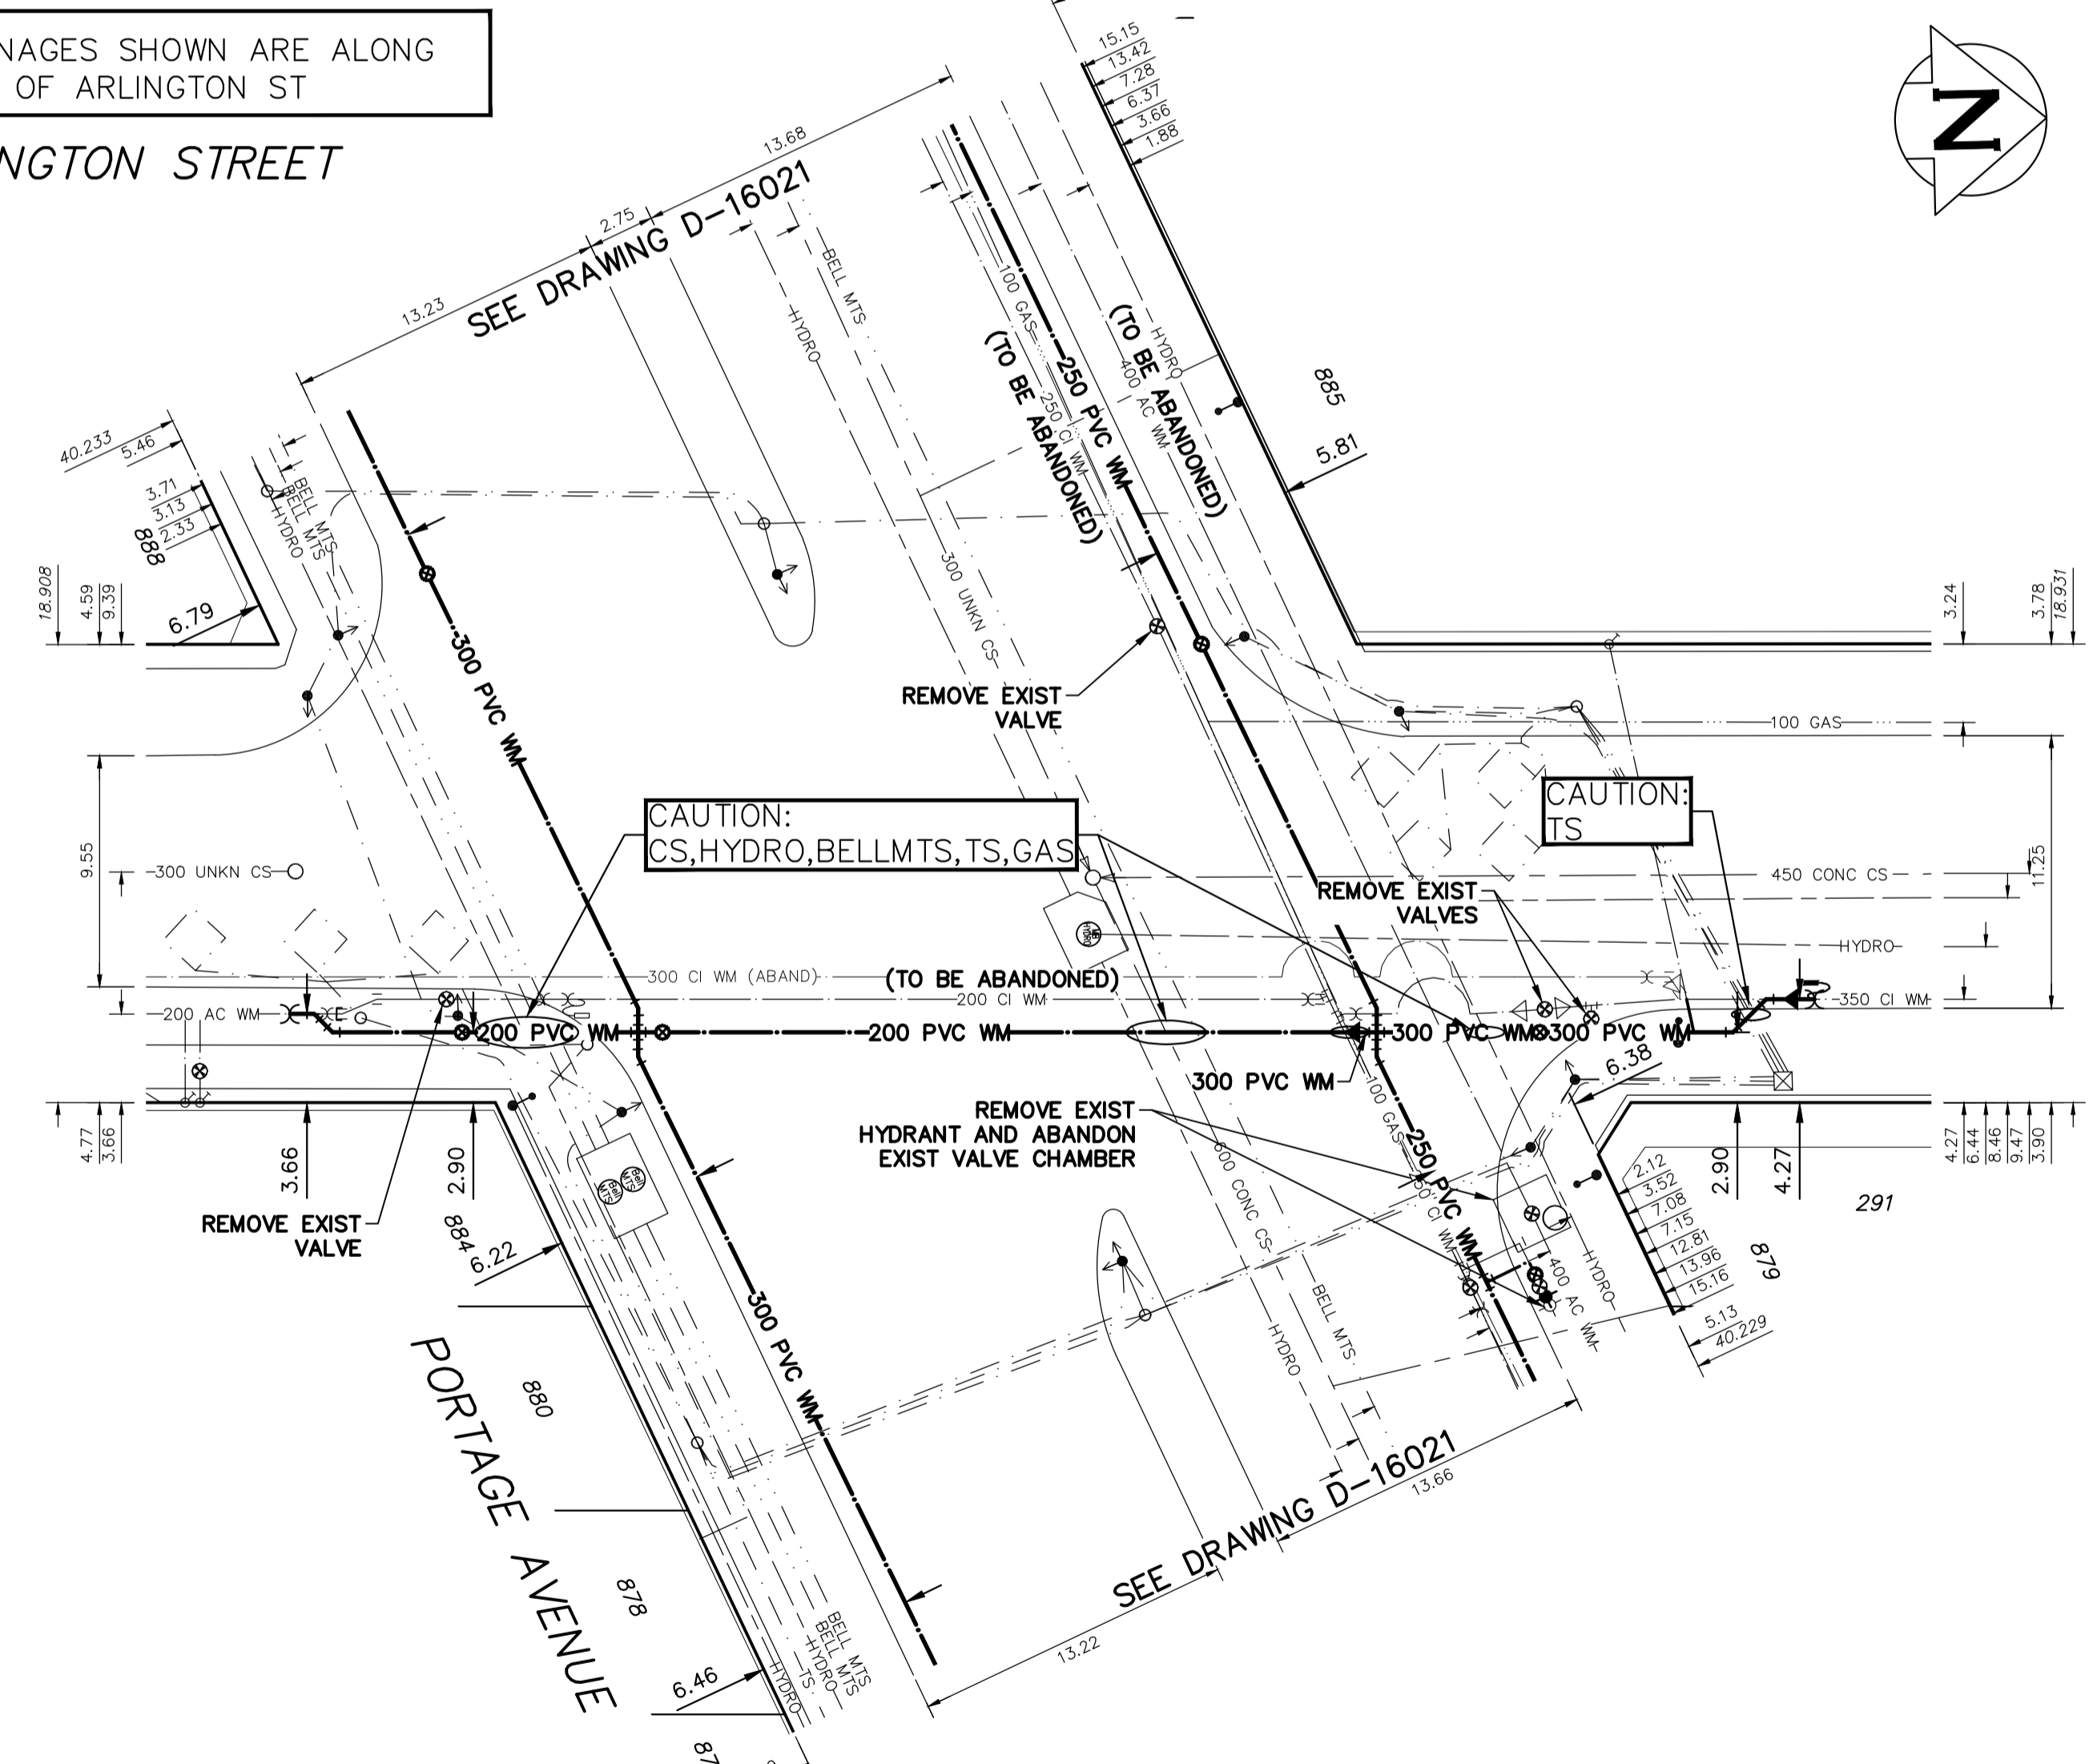 NAGES SHOWN ARE ALONG
OF ARLINGTON ST
NGTON STREET
N
15.15
13.42
7.28
6.37
3.66
1.88
13.68
2.75
13.23
SEE DRAWING D-16021
BELL MTS
HYDRO
100 GAS
(TO BE ABANDONED)
250 CI WM
250 PVC WM
(TO BE ABANDONED)
400 AC WM
HYDRO
885
5.81
40.233
5.46
3.71
3.13
2.33
888
BELL MTS
BELL MTS
HYDRO
18.908
4.59
9.39
6.79
300 PVC WM
300 UNKN CS
3.24
3.78
18.931
REMOVE EXIST
VALVE
100 GAS
CAUTION:
CS,HYDRO,BELLMTS,TS,GAS
CAUTION:
TS
9.55
300 UNKN CS
450 CONC CS
11.25
REMOVE EXIST
VALVES
MB
HYDRO
HYDRO
300 CI WM (ABAND)
(TO BE ABANDONED)
200 CI WM
350 CI WM
200 AC WM
E
200 PVC WM
200 PVC WM
300 PVC WM
300 PVC WM
300 PVC WM
6.38
100 GAS
REMOVE EXIST
HYDRANT AND ABANDON
EXIST VALVE CHAMBER
4.77
3.66
3.66
2.90
2.90
4.27
4.27
6.44
8.46
9.47
3.90
Bell
MTS
Bell
MTS
REMOVE EXIST
VALVE
884
6.22
600 CONC CS
250 PVC WM
250 CI WM
400 AC WM
HYDRO
2.12
3.52
7.08
7.15
12.81
13.96
15.16
5.13
40.229
291
879
300 PVC WM
HYDRO
BELL MTS
PORTAGE AVENUE
880
878
SEE DRAWING D-16021
13.66
13.22
6.46
HYDRO
TS
HYDRO
BELL MTS
BELL MTS